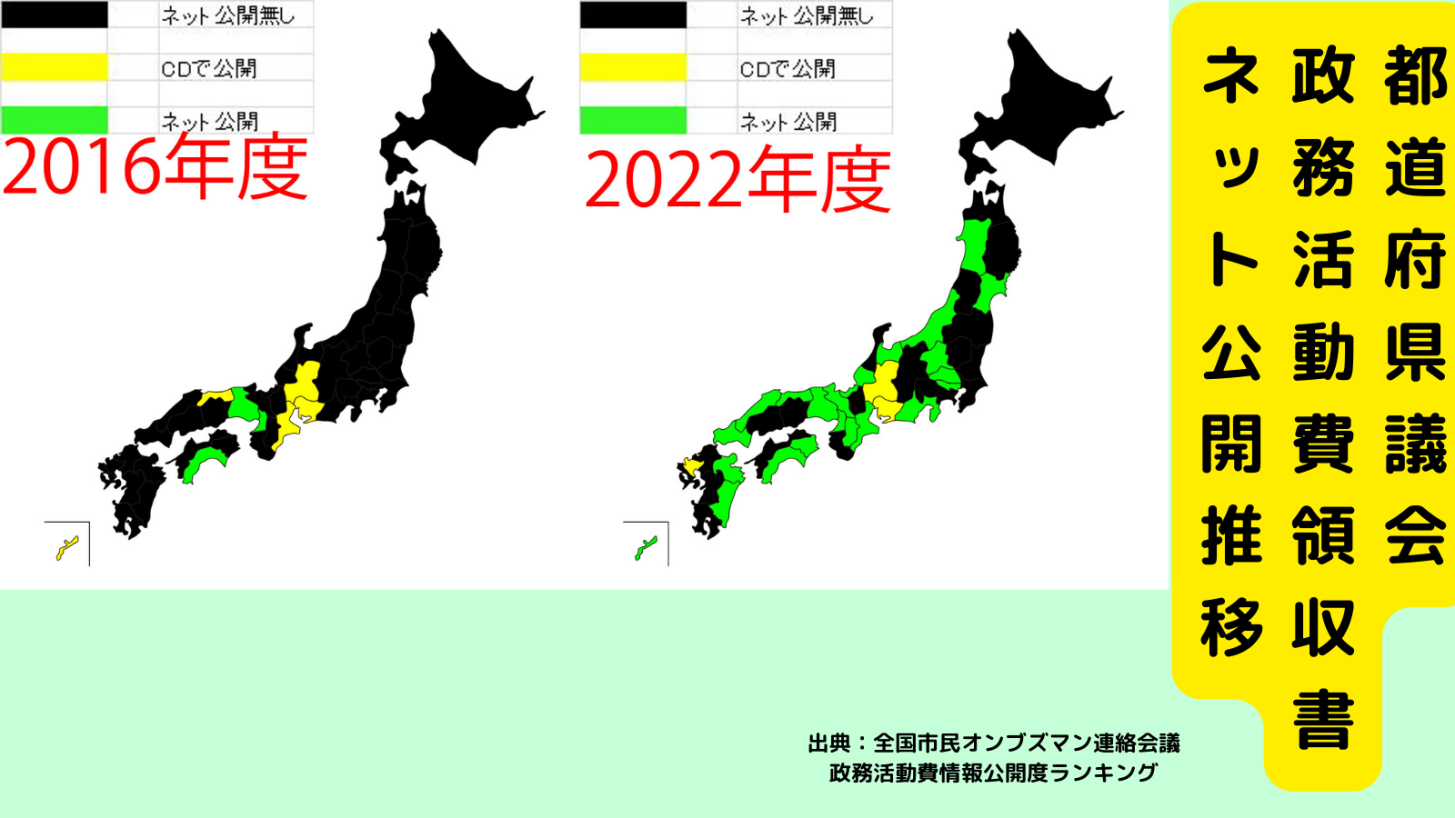 ネット公開無し
CDで公開
ネット公開
2016年度
ネット公開無し
CDで公開
ネット公開
2022年度
都道府県議会
政務活動費領収書
ネット公開推移
出典：全国市民オンブズマン連絡会議
政務活動費情報公開度ランキング